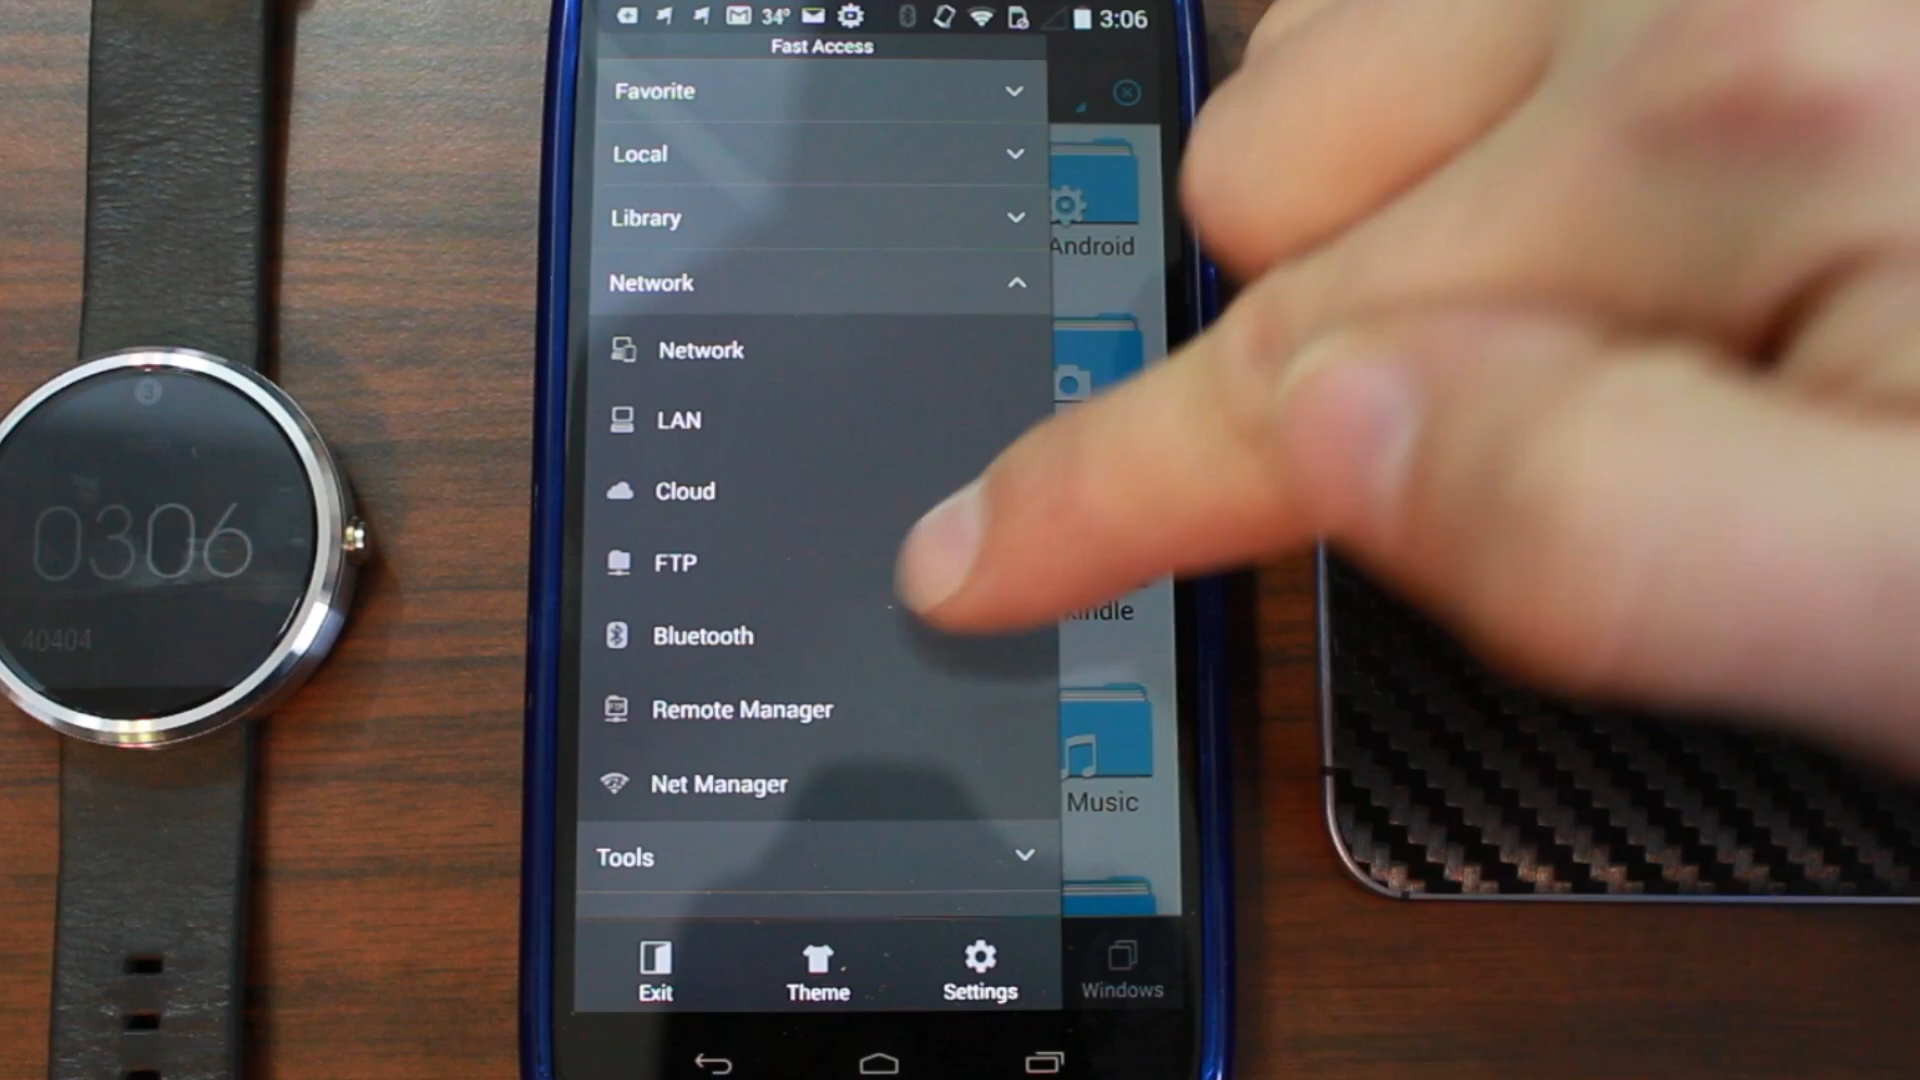 34° 3:06
Fast Access
Favorite
Local
Library
Network
Network
LAN
Cloud
FTP
Bluetooth
Remote Manager
Net Manager
Tools
Exit
Theme
Settings
Android
Music
Windows
3
0306
40404